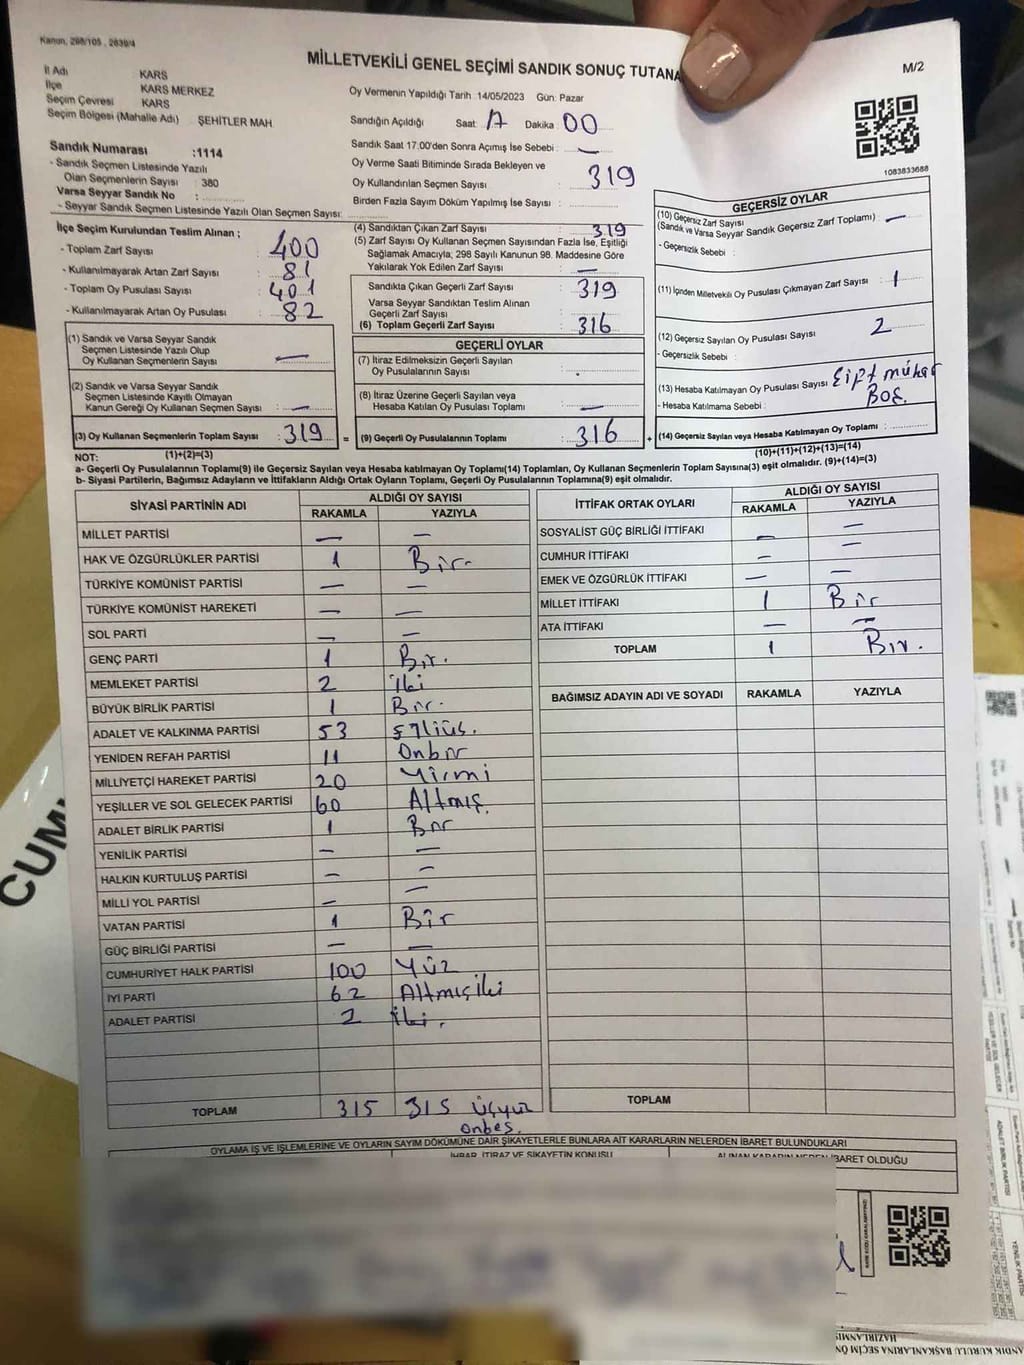 Kanun, 298/105 , 2839/4
MİLLETVEKİLİ GENEL SEÇİMİ SANDIK SONUÇ TUTANA
M/2
İl Adı KARS
İlçe KARS MERKEZ
Seçim Çevresi KARS
Seçim Bölgesi (Mahalle Adı) ŞEHİTLER MAH.
Sandık Numarası :1114
- Sandık Seçmen Listesinde Yazılı
Olan Seçmenlerin Sayısı : 380
Varsa Seyyar Sandık No :
- Seyyar Sandık Seçmen Listesinde Yazılı Olan Seçmen Sayısı:
Oy Vermenin Yapıldığı Tarih :14/05/2023 Gün: Pazar
Sandığın Açıldığı Saat : 17 Dakika : 00
Sandık Saat 17.00'den Sonra Açımış İse Sebebi : —
Oy Verme Saati Bitiminde Sırada Bekleyen ve
Oy Kullandırılan Seçmen Sayısı : 319
Birden Fazla Sayım Döküm Yapılmış İse Sayısı :
1083833688
İlçe Seçim Kurulundan Teslim Alınan ;
- Toplam Zarf Sayısı : 400
- Kullanılmayarak Artan Zarf Sayısı : 81
- Toplam Oy Pusulası Sayısı : 401
- Kullanılmayarak Artan Oy Pusulası : 82
(1) Sandık ve Varsa Seyyar Sandık
Seçmen Listesinde Yazılı Olup
Oy Kullanan Seçmenlerin Sayısı : —
(2) Sandık ve Varsa Seyyar Sandık
Seçmen Listesinde Kayıtlı Olmayan
Kanun Gereği Oy Kullanan Seçmen Sayısı : —
(3) Oy Kullanan Seçmenlerin Toplam Sayısı : 319 =
(4) Sandıktan Çıkan Zarf Sayısı : 319
(5) Zarf Sayısı Oy Kullanan Seçmen Sayısından Fazla İse, Eşitliği
Sağlamak Amacıyla, 298 Sayılı Kanunun 98. Maddesine Göre
Yakılarak Yok Edilen Zarf Sayısı : —
Sandıkta Çıkan Geçerli Zarf Sayısı : 319
Varsa Seyyar Sandıktan Teslim Alınan
Geçerli Zarf Sayısı :
(6) Toplam Geçerli Zarf Sayısı : 316
GEÇERLİ OYLAR
(7) İtiraz Edilmeksizin Geçerli Sayılan
Oy Pusulalarının Sayısı :
(8) İtiraz Üzerine Geçerli Sayılan veya
Hesaba Katılan Oy Pusulası Toplamı : —
(9) Geçerli Oy Pusulalarının Toplamı : 316 +
GEÇERSİZ OYLAR
(10) Geçersiz Zarf Sayısı
(Sandık ve Varsa Seyyar Sandık Geçersiz Zarf Toplamı) : —
- Geçersizlik Sebebi :
(11) İçinden Milletvekili Oy Pusulası Çıkmayan Zarf Sayısı : 1
(12) Geçersiz Sayılan Oy Pusulası Sayısı : 2
- Geçersizlik Sebebi :
(13) Hesaba Katılmayan Oy Pusulası Sayısı :
- Hesaba Katılmama Sebebi :
(14) Geçersiz Sayılan veya Hesaba Katılmayan Oy Toplamı :
NOT: (1)+(2)=(3)
(10)+(11)+(12)+(13)=(14)
a- Geçerli Oy Pusulalarının Toplamı(9) ile Geçersiz Sayılan veya Hesaba katılmayan Oy Toplamı(14) Toplamları, Oy Kullanan Seçmenlerin Toplam Sayısına(3) eşit olmalıdır. (9)+(14)=(3)
b- Siyasi Partilerin, Bağımsız Adayların ve İttifakların Aldığı Oyların Toplamı, Geçerli Oy Pusulalarının Toplamına(9) eşit olmalıdır.
SİYASİ PARTİNİN ADI ALDIĞI OY SAYISI
RAKAMLA YAZIYLA
MİLLET PARTİSİ — —
HAK VE ÖZGÜRLÜKLER PARTİSİ 1 Bir.
TÜRKİYE KOMÜNİST PARTİSİ — —
TÜRKİYE KOMÜNİST HAREKETİ — —
SOL PARTİ — —
GENÇ PARTİ 1 Bir.
MEMLEKET PARTİSİ 2 İki
BÜYÜK BİRLİK PARTİSİ 1 Bir.
ADALET VE KALKINMA PARTİSİ 53
YENİDEN REFAH PARTİSİ 11 Onbir
MİLLİYETÇİ HAREKET PARTİSİ 20 Yirmi
YEŞİLLER VE SOL GELECEK PARTİSİ 60 Altmış.
ADALET BİRLİK PARTİSİ 1 Bir
YENİLİK PARTİSİ — —
HALKIN KURTULUŞ PARTİSİ — —
MİLLİ YOL PARTİSİ — —
VATAN PARTİSİ 1 Bir
GÜÇ BİRLİĞİ PARTİSİ — —
CUMHURİYET HALK PARTİSİ 100 Yüz
İYİ PARTİ 62 Altmışiki
ADALET PARTİSİ 2 İki.
TOPLAM 315 315 Üçyüz
onbeş.
İTTİFAK ORTAK OYLARI ALDIĞI OY SAYISI
RAKAMLA YAZIYLA
SOSYALİST GÜÇ BİRLİĞİ İTTİFAKI — —
CUMHUR İTTİFAKI — —
EMEK VE ÖZGÜRLÜK İTTİFAKI — —
MİLLET İTTİFAKI 1 Bir
ATA İTTİFAKI — —
TOPLAM 1 Bir.
BAĞIMSIZ ADAYIN ADI VE SOYADI RAKAMLA YAZIYLA
TOPLAM
OYLAMA İŞ VE İŞLEMLERİNE VE OYLARIN SAYIM DÖKÜMÜNE DAİR ŞİKAYETLERLE BUNLARA AİT KARARLARIN NELERDEN İBARET BULUNDUKLARI
İHBAR, İTİRAZ VE ŞİKAYETİN KONUSU
ALINAN KARARIN NEDEN İBARET OLDUĞU
CUM